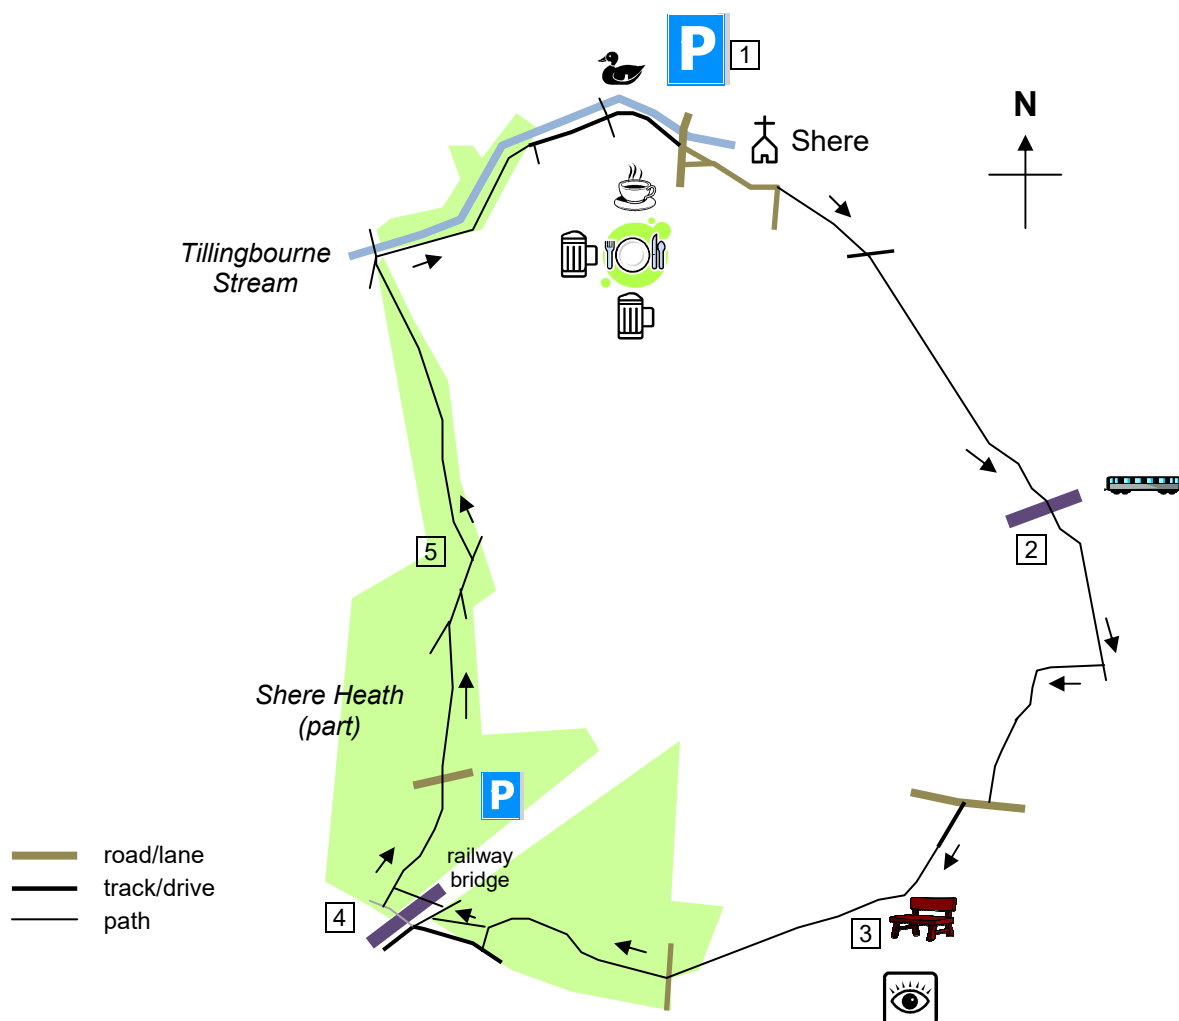 P
1
N
Shere
Tillingbourne
Stream
2
5
Shere Heath
(part)
P
road/lane
track/drive
path
railway
bridge
4
3